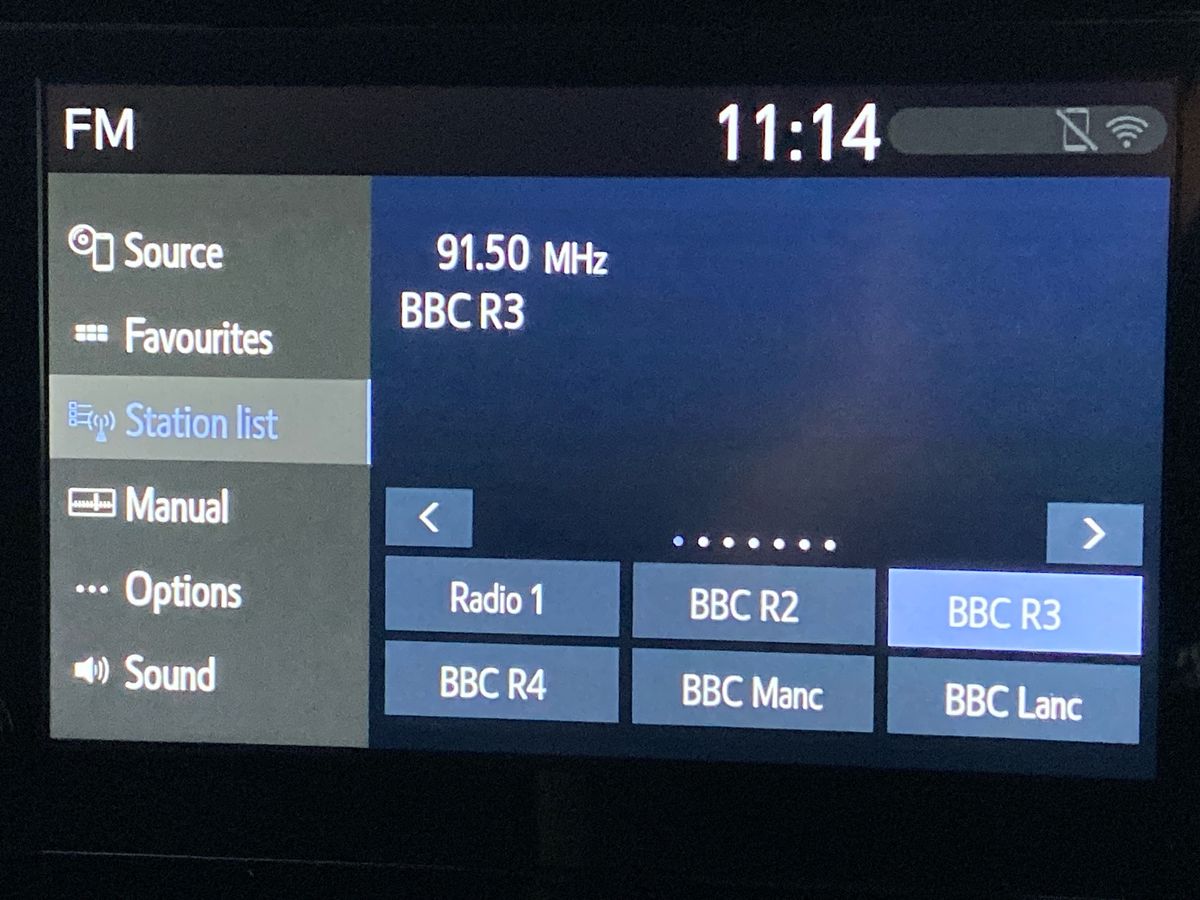 FM
11:14
Source
Favourites
Station list
Manual
Options
Sound
91.50 MHz
BBC R3
Radio 1
BBC R2
BBC R3
BBC R4
BBC Manc
BBC Lanc